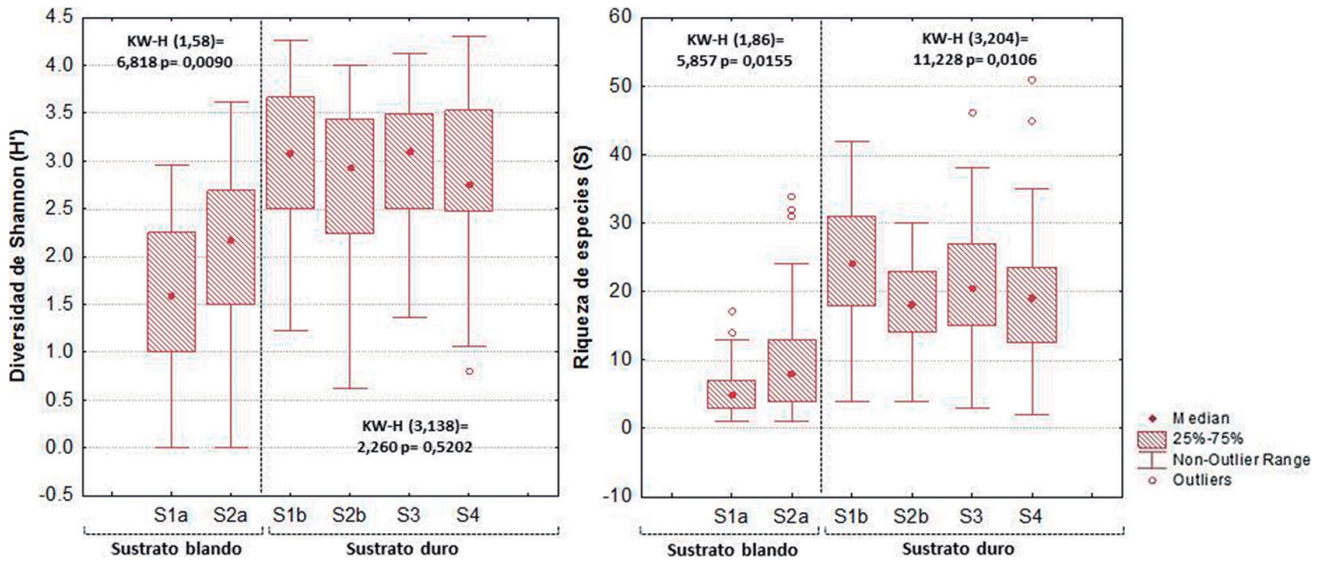 Diversidad de Shannon (H')
4.5
4.0
3.5
3.0
2.5
2.0
1.5
1.0
0.5
0.0
-0.5
KW-H (1,58)=
6,818 p= 0,0090
KW-H (3,138)=
2,260 p= 0,5202
S1a S2a S1b S2b S3 S4
Sustrato blando Sustrato duro
Riqueza de especies (S)
60
50
40
30
20
10
0
-10
KW-H (1,86)=
5,857 p= 0,0155
KW-H (3,204)=
11,228 p= 0,0106
S1a S2a S1b S2b S3 S4
Sustrato blando Sustrato duro
Median
25%-75%
Non-Outlier Range
Outliers